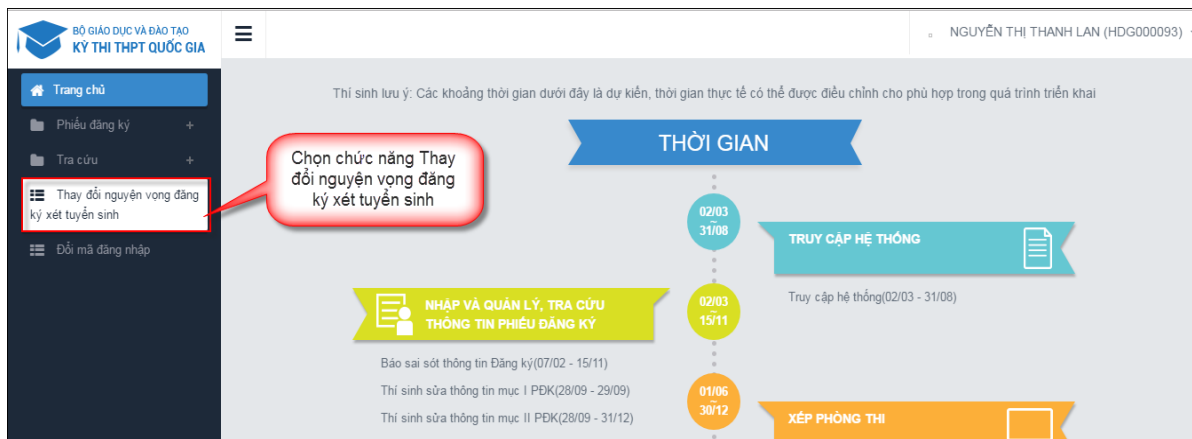 BỘ GIÁO DỤC VÀ ĐÀO TẠO
KỲ THI THPT QUỐC GIA
NGUYỄN THỊ THANH LAN (HDG000093)
Trang chủ
Phiếu đăng ký +
Tra cứu +
Thay đổi nguyện vọng đăng
ký xét tuyển sinh
Đổi mã đăng nhập
Chọn chức năng Thay
đổi nguyện vọng đăng
ký xét tuyển sinh
Thí sinh lưu ý: Các khoảng thời gian dưới đây là dự kiến, thời gian thực tế có thể được điều chỉnh cho phù hợp trong quá trình triển khai
THỜI GIAN
02/03
~
31/08
TRUY CẬP HỆ THỐNG
Truy cập hệ thống(02/03 - 31/08)
NHẬP VÀ QUẢN LÝ, TRA CỨU
THÔNG TIN PHIẾU ĐĂNG KÝ
02/03
~
15/11
Báo sai sót thông tin Đăng ký(07/02 - 15/11)
Thí sinh sửa thông tin mục I PĐK(28/09 - 29/09)
Thí sinh sửa thông tin mục II PĐK(28/09 - 31/12)
01/06
~
30/12
XẾP PHÒNG THI